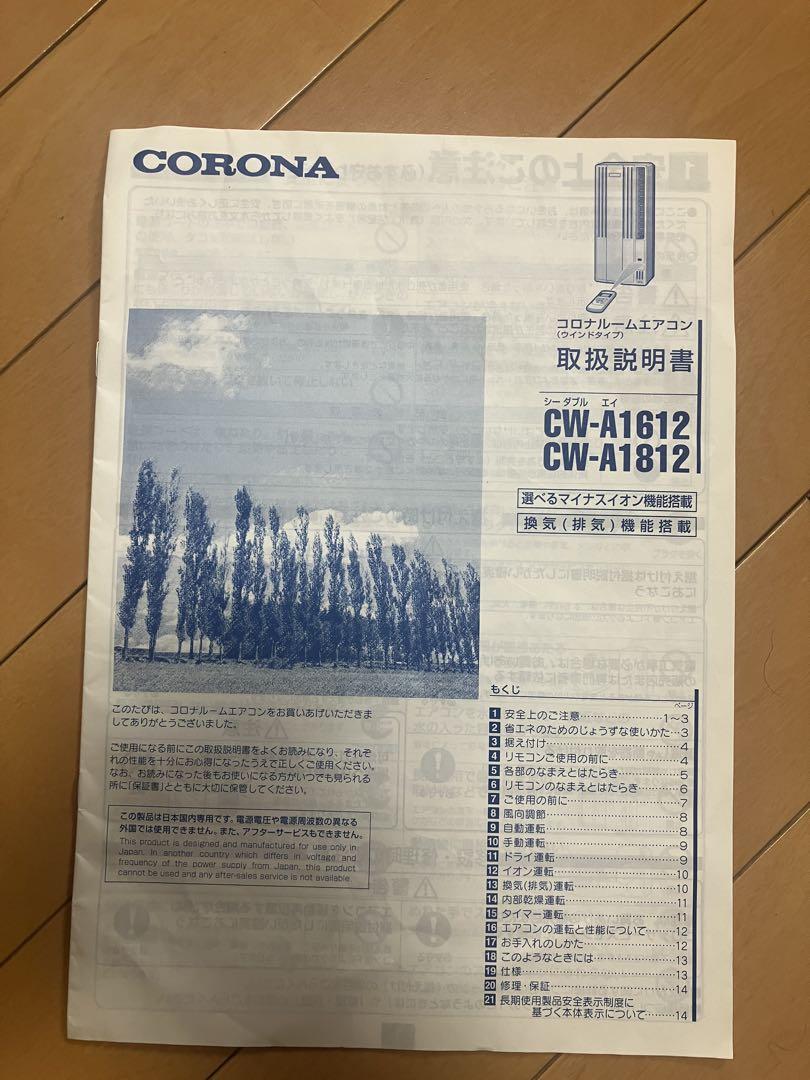 CORONA
コロナルームエアコン
(ウインドタイプ)
取扱説明書
シー ダブル エイ
CW-A1612
CW-A1812
選べるマイナスイオン機能搭載
換気(排気)機能搭載
このたびは、コロナルームエアコンをお買いあげいただきま
してありがとうございました。
ご使用になる前にこの取扱説明書をよくお読みになり、それぞ
れの性能を十分にお心得になったうえで正しくご使用ください。
なお、お読みになった後もお使いになる方がいつでも見られる
所に「保証書」とともに大切に保管してください。
この製品は日本国内専用です。電源電圧や電源周波数の異なる
外国では使用できません。また、アフターサービスもできません。
This product is designed and manufactured for use only in
Japan. In another country which differs in voltage and
frequency of the power supply from Japan, this product
cannot be used and any after-sales service is not available.
もくじ
ページ
1 安全上のご注意……………………1~3
2 省エネのためのじょうずな使いかた…3
3 据え付け……………………………4
4 リモコンご使用の前に………………4
5 各部のなまえとはたらき……………5
6 リモコンのなまえとはたらき…………6
7 ご使用の前に………………………7
8 風向調節……………………………8
9 自動運転……………………………8
10 手動運転……………………………9
11 ドライ運転…………………………9
12 イオン運転…………………………10
13 換気(排気)運転……………………10
14 内部乾燥運転………………………11
15 タイマー運転………………………11
16 エアコンの運転と性能について……12
17 お手入れのしかた…………………12
18 このようなときには………………13
19 仕様…………………………………13
20 修理・保証…………………………14
21 長期使用製品安全表示制度に
基づく本体表示について………14